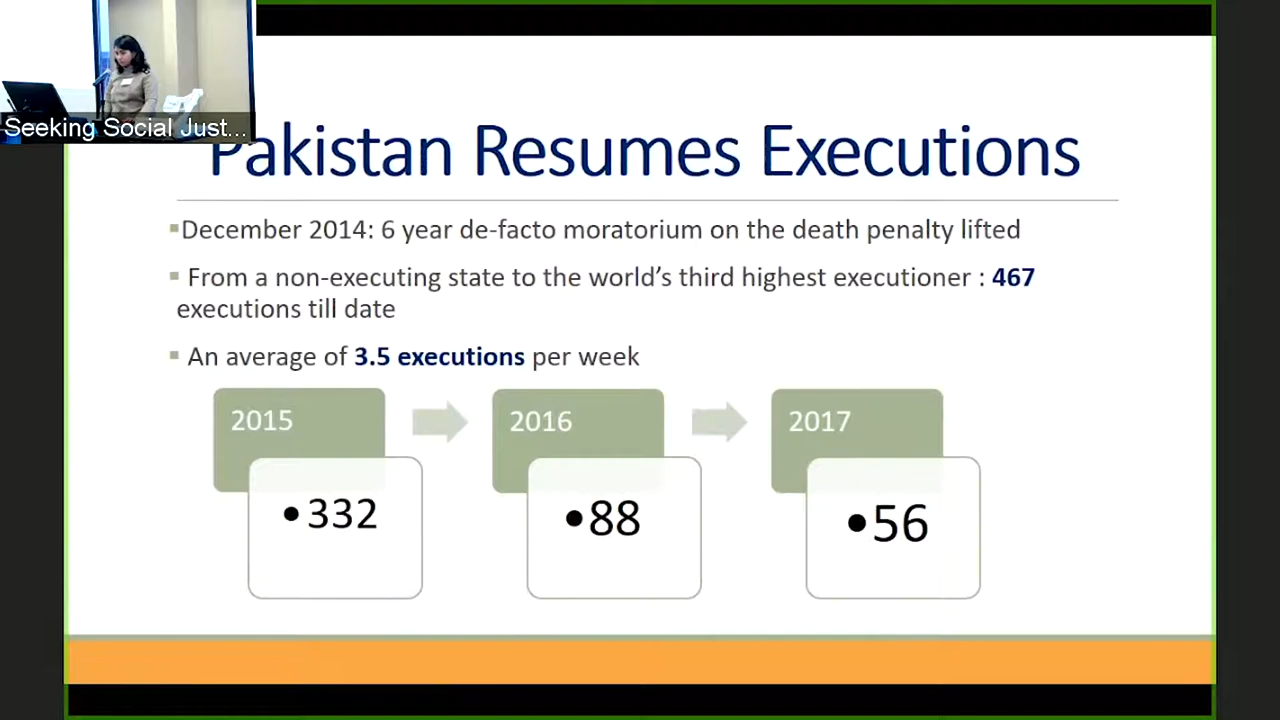 Seeking Social Just...
Pakistan Resumes Executions
▪December 2014: 6 year de-facto moratorium on the death penalty lifted
▪ From a non-executing state to the world’s third highest executioner : 467
executions till date
▪ An average of 3.5 executions per week
2015
•332
2016
•88
2017
•56